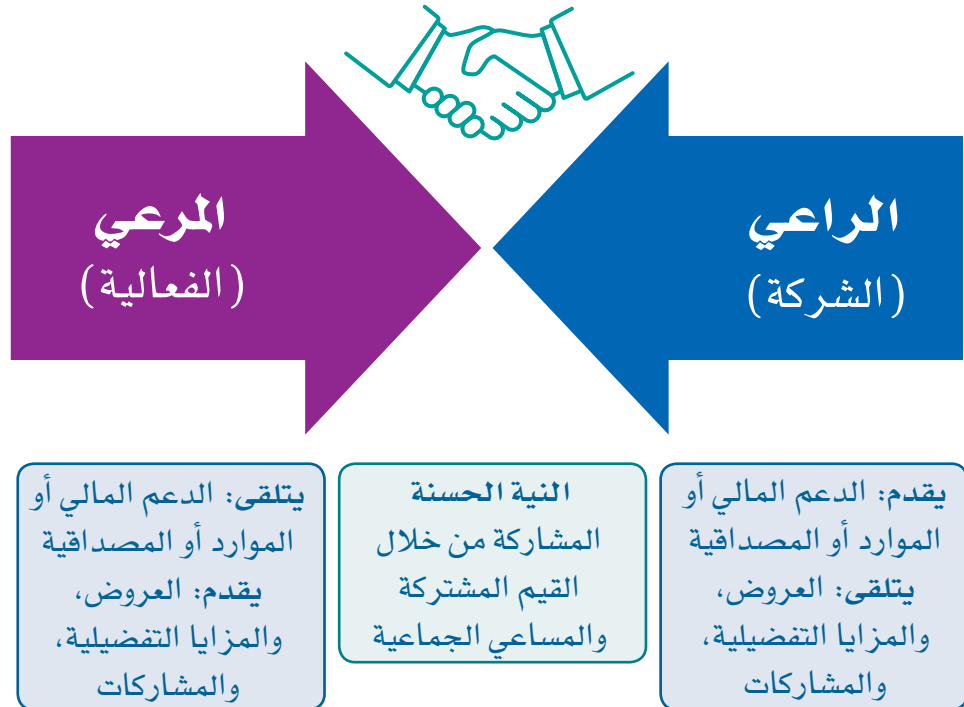 الراعي
(الشركة)
المرعي
(الفعالية)
يقدم: الدعم المالي أو
الموارد أو المصداقية
يتلقى: العروض،
والمزايا التفضيلية،
والمشاركات
النية الحسنة
المشاركة من خلال
القيم المشتركة
والمساعي الجماعية
يتلقى: الدعم المالي أو
الموارد أو المصداقية
يقدم: العروض،
والمزايا التفضيلية،
والمشاركات